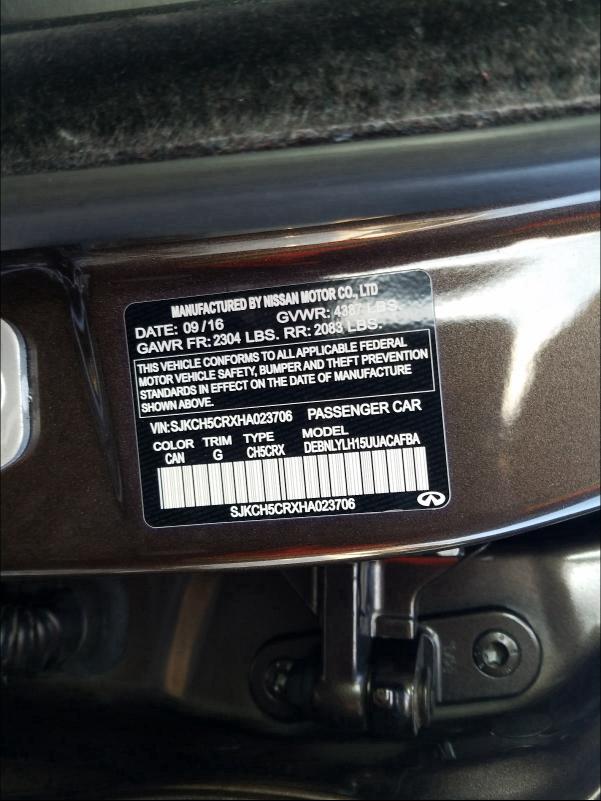 MANUFACTURED BY NISSAN MOTOR CO., LTD
DATE: 09/16 GVWR: 4387 LBS.
GAWR FR: 2304 LBS. RR: 2083 LBS.
THIS VEHICLE CONFORMS TO ALL APPLICABLE FEDERAL
MOTOR VEHICLE SAFETY, BUMPER AND THEFT PREVENTION
STANDARDS IN EFFECT ON THE DATE OF MANUFACTURE
SHOWN ABOVE.
VIN:SJKCH5CRXHA023706 PASSENGER CAR
COLOR TRIM TYPE MODEL
CAN G CH5CRX DEBNLYLH15UUACAFBA
SJKCH5CRXHA023706